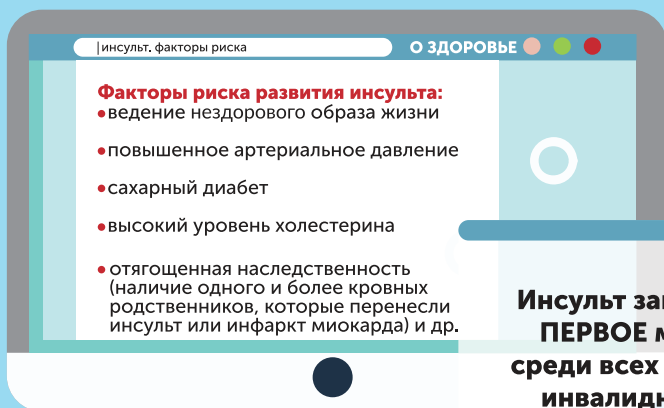 |инсульт. факторы риска
О ЗДОРОВЬЕ
Факторы риска развития инсульта:
•ведение нездорового образа жизни
•повышенное артериальное давление
•сахарный диабет
•высокий уровень холестерина
•отягощенная наследственность
(наличие одного и более кровных
родственников, которые перенесли
инсульт или инфаркт миокарда) и др.
Инсульт
ПЕРВОЕ
среди всех